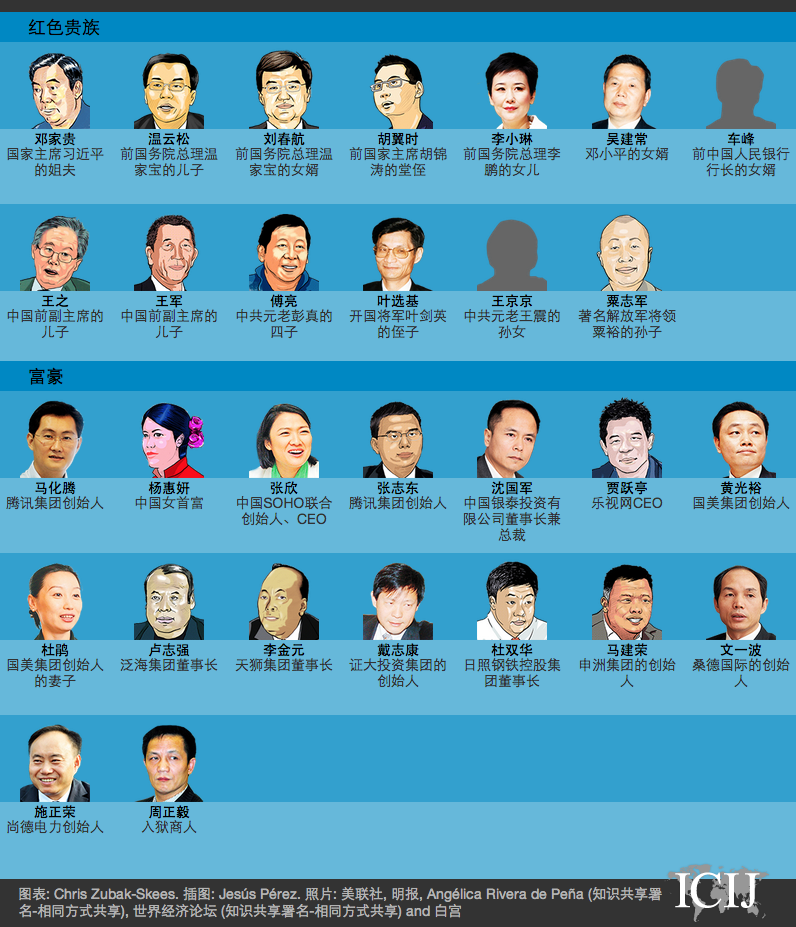 红色贵族
邓家贵 温云松 刘春航 胡翼时 李小琳 吴建常 车峰
国家主席习近平 前国务院总理温 前国务院总理温 前国家主席胡锦 前国务院总理李 邓小平的女婿 前中国人民银行
的姐夫 家宝的儿子 家宝的女婿 涛的堂侄 鹏的女儿 行长的女婿
王之 王军 傅亮 叶选基 王京京 粟志军
中国前副主席的 中国前副主席的 中共元老彭真的 开国将军叶剑英 中共元老王震的 著名解放军将领
儿子 儿子 四子 的侄子 孙女 粟裕的孙子
富豪
马化腾 杨惠妍 张欣 张志东 沈国军 贾跃亭 黄光裕
腾讯集团创始人 中国女首富 中国SOHO联合 腾讯集团创始人 中国银泰投资有 乐视网CEO 国美集团创始人
创始人、CEO 限公司董事长兼
总裁
杜鹃 卢志强 李金元 戴志康 杜双华 马建荣 文一波
国美集团创始人 泛海集团董事长 天狮集团董事长 证大投资集团的 日照钢铁控股集 申洲集团的创始 桑德国际的创始
的妻子 创始人 团董事长 人 人
施正荣 周正毅
尚德电力创始人 入狱商人
图表: Chris Zubak-Skees. 插图: Jesús Pérez. 照片: 美联社, 明报, Angélica Rivera de Peña (知识共享署
名-相同方式共享), 世界经济论坛 (知识共享署名-相同方式共享) and 白宫
ICIJ